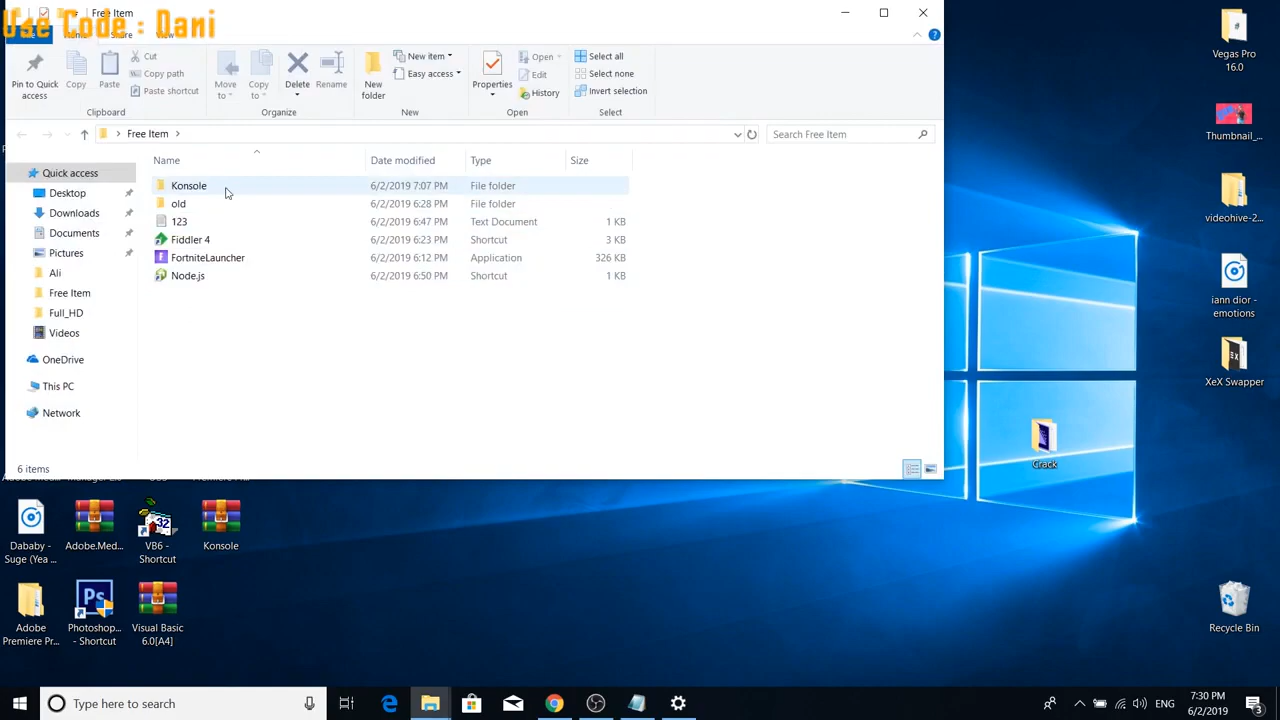 Use Code : Dani
Free Item
Home
Share
View
Pin to Quick access
Copy
Paste
Cut
Copy path
Paste shortcut
Clipboard
Move to
Copy To
Delete
Rename
Organize
New folder
New item
Easy access
New
Properties
Open
Edit
History
Open
Select all
Select none
Invert selection
Select
Free Item
Search Free Item
Name Date modified Type Size
Konsole 6/2/2019 7:07 PM File folder
old 6/2/2019 6:28 PM File folder
123 6/2/2019 6:47 PM Text Document 1 KB
Fiddler 4 6/2/2019 6:23 PM Shortcut 3 KB
FortniteLauncher 6/2/2019 6:12 PM Application 326 KB
Node.js 6/2/2019 6:50 PM Shortcut 1 KB
Quick access
Desktop
Downloads
Documents
Pictures
Ali
Free Item
Full_HD
Videos
OneDrive
This PC
Network
6 items
Vegas Pro
16.0
Thumbnail_...
videohive-2...
iann dior -
emotions
XeX Swapper
Crack
Recycle Bin
Dababy -
Suge (Yea ...
Adobe.Med...
VB6 -
Shortcut
Konsole
Adobe
Premiere Pr...
Photoshop...
- Shortcut
Visual Basic
6.0[A4]
Type here to search
ENG
7:30 PM
6/2/2019
3